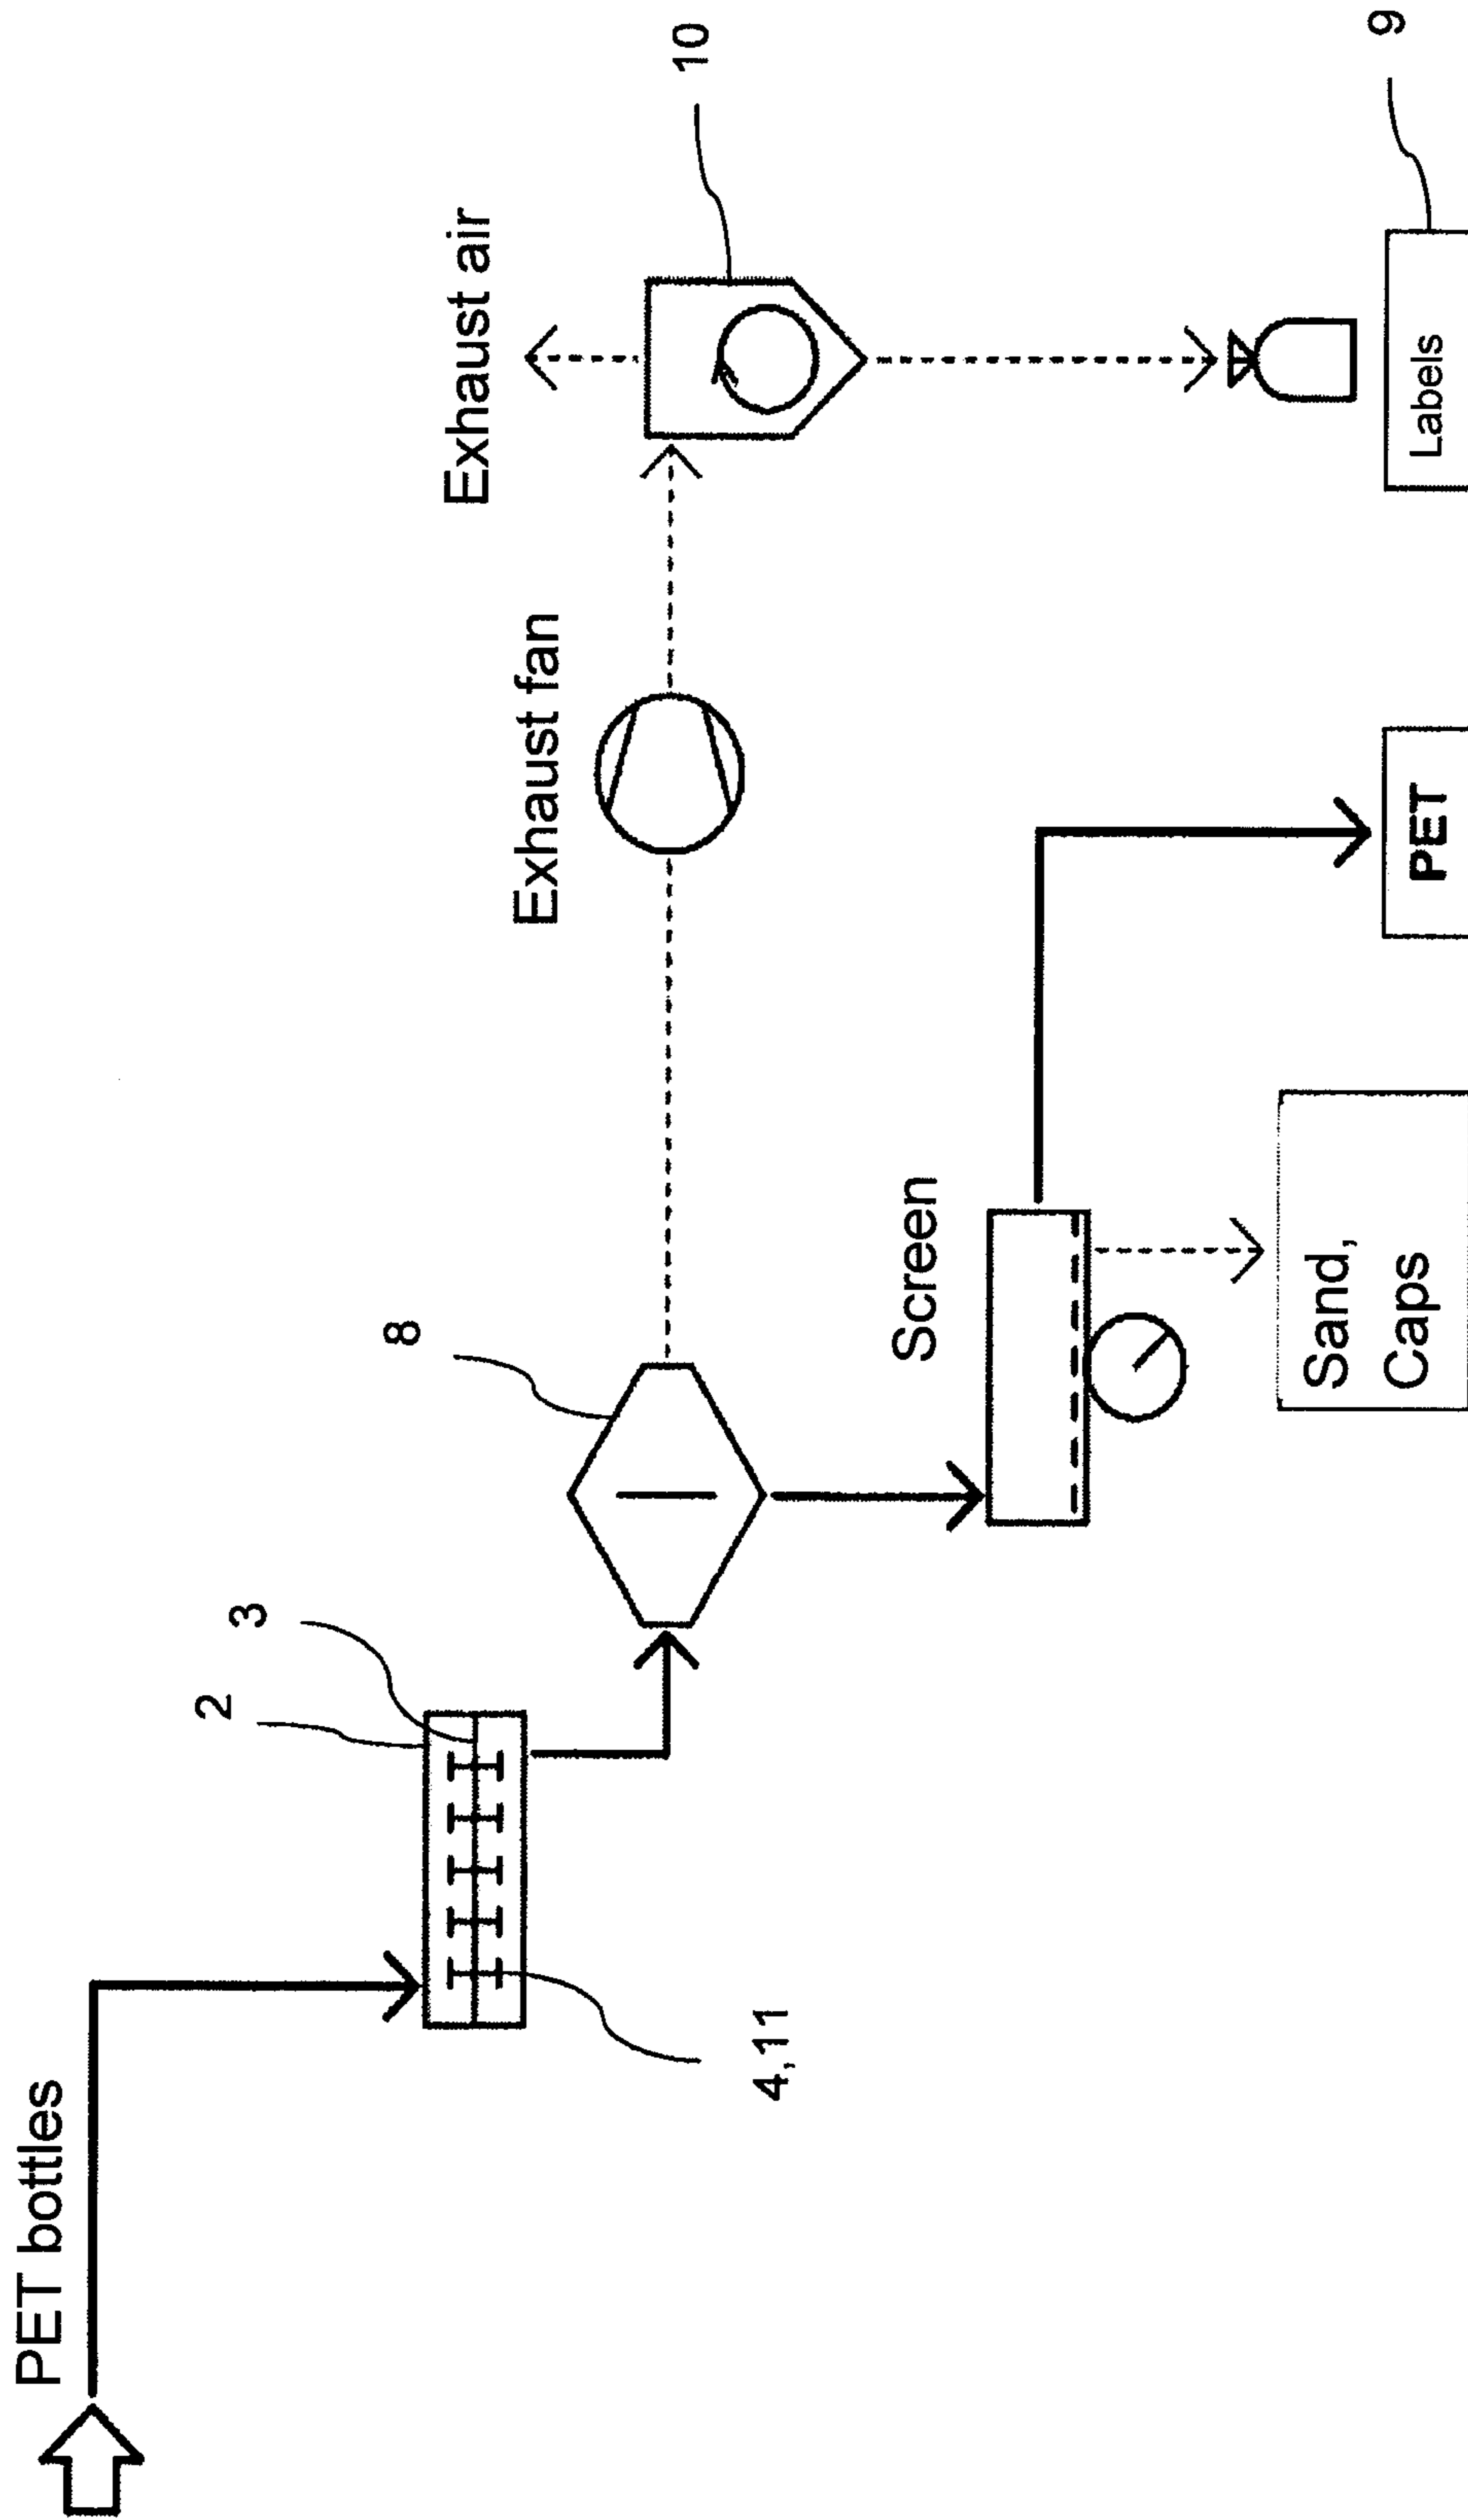 PET bottles
2
3
4,11
8
Exhaust fan
Exhaust air
10
Screen
Sand,
Caps
PET
Labels
9